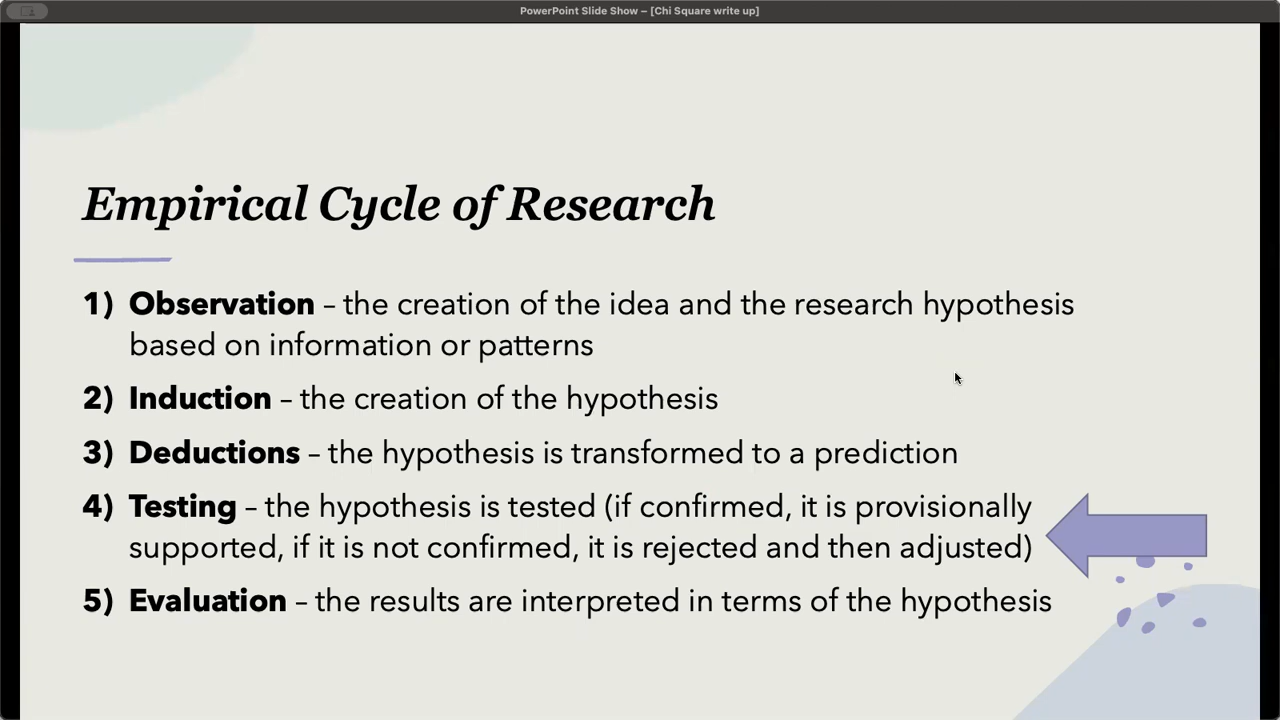 PowerPoint Slide Show – [Chi Square write up]
Empirical Cycle of Research
1) Observation – the creation of the idea and the research hypothesis
based on information or patterns
2) Induction – the creation of the hypothesis
3) Deductions – the hypothesis is transformed to a prediction
4) Testing – the hypothesis is tested (if confirmed, it is provisionally
supported, if it is not confirmed, it is rejected and then adjusted)
5) Evaluation – the results are interpreted in terms of the hypothesis